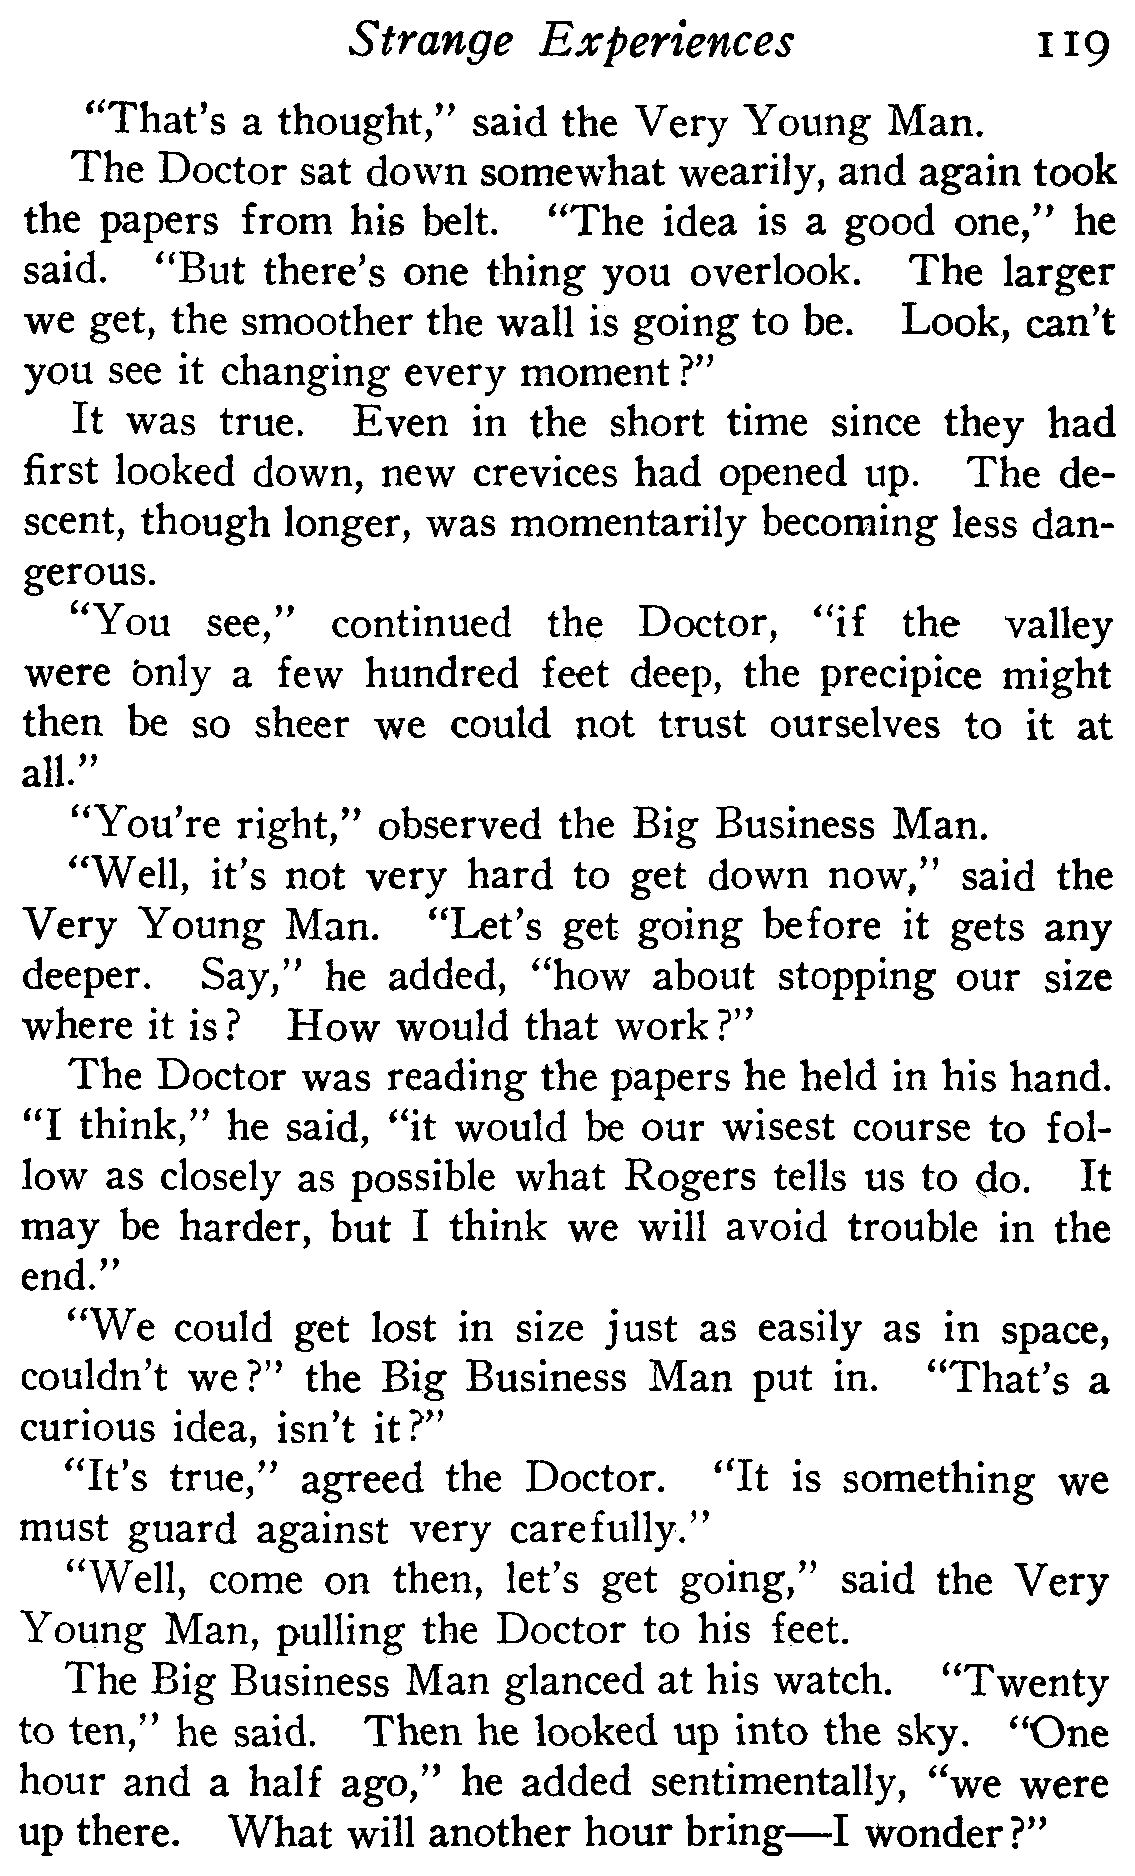 Strange Experiences 119
"That's a thought," said the Very Young Man.
The Doctor sat down somewhat wearily, and again took
the papers from his belt. "The idea is a good one," he
said. "But there's one thing you overlook. The larger
we get, the smoother the wall is going to be. Look, can't
you see it changing every moment?"
It was true. Even in the short time since they had
first looked down, new crevices had opened up. The de-
scent, though longer, was momentarily becoming less dan-
gerous.
"You see," continued the Doctor, "if the valley
were only a few hundred feet deep, the precipice might
then be so sheer we could not trust ourselves to it at
all."
"You're right," observed the Big Business Man.
"Well, it's not very hard to get down now," said the
Very Young Man. "Let's get going before it gets any
deeper. Say," he added, "how about stopping our size
where it is? How would that work?"
The Doctor was reading the papers he held in his hand.
"I think," he said, "it would be our wisest course to fol-
low as closely as possible what Rogers tells us to do. It
may be harder, but I think we will avoid trouble in the
end."
"We could get lost in size just as easily as in space,
couldn't we?" the Big Business Man put in. "That's a
curious idea, isn't it?"
"It's true," agreed the Doctor. "It is something we
must guard against very carefully."
"Well, come on then, let's get going," said the Very
Young Man, pulling the Doctor to his feet.
The Big Business Man glanced at his watch. "Twenty
to ten," he said. Then he looked up into the sky. "One
hour and a half ago," he added sentimentally, "we were
up there. What will another hour bring—I wonder?"